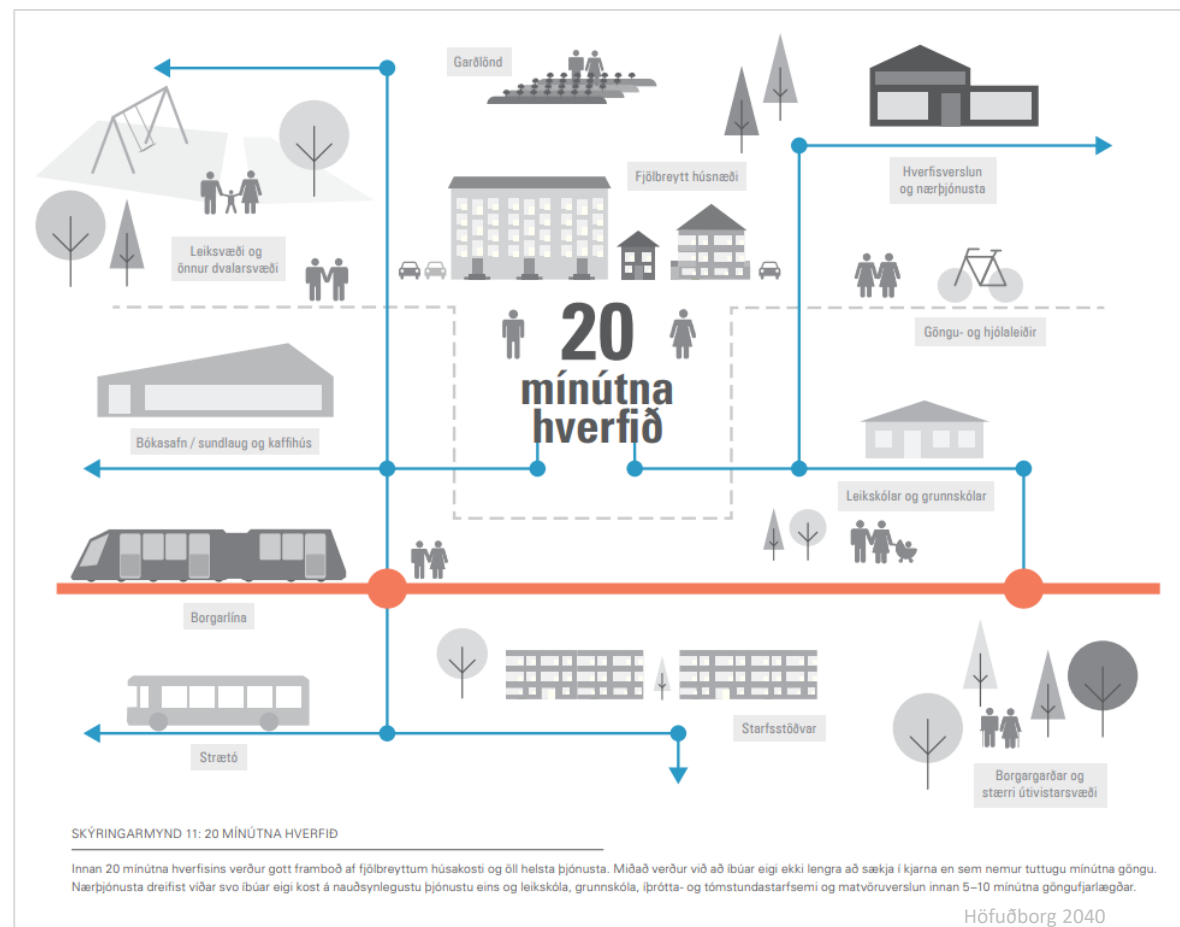 Garðlönd
Fjölbreytt húsnæði
Hverfisverslun
og nærþjónusta
Leiksvæði og
önnur dvalarsvæði
20
mínútna
hverfið
Göngu- og hjólaleiðir
Bókasafn / sundlaug og kaffihús
Leikskólar og grunnskólar
Borgarlína
Strætó
Starfsstöðvar
Borgargarðar og
stærri útivistarsvæði
SKÝRINGARMYND 11: 20 MÍNÚTNA HVERFIÐ
Innan 20 mínútna hverfisins verður gott framboð af fjölbreyttum húsakosti og öll helsta þjónusta. Miðað verður við að íbúar eigi ekki lengra að sækja í kjarna en sem nemur tuttugu mínútna göngu.
Nærþjónusta dreifist víðar svo íbúar eigi kost á nauðsynlegustu þjónustu eins og leikskóla, grunnskóla, íþrótta- og tómstundastarfsemi og matvöruverslun innan 5–10 mínútna göngufjarlægðar.
Höfuðborg 2040